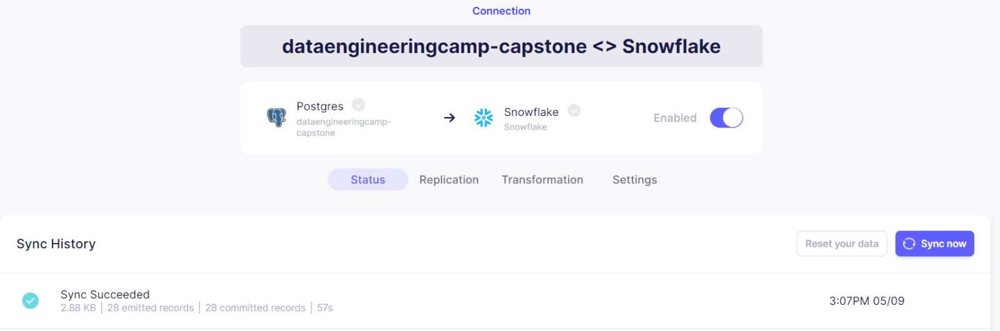 Connection
dataengineeringcamp-capstone <> Snowflake
Postgres
dataengineeringcamp-
capstone
Snowflake
Snowflake
Enabled
Status Replication Transformation Settings
Sync History
Reset your data Sync now
Sync Succeeded
2.88 KB | 28 emitted records | 28 committed records | 57s
3:07PM 05/09